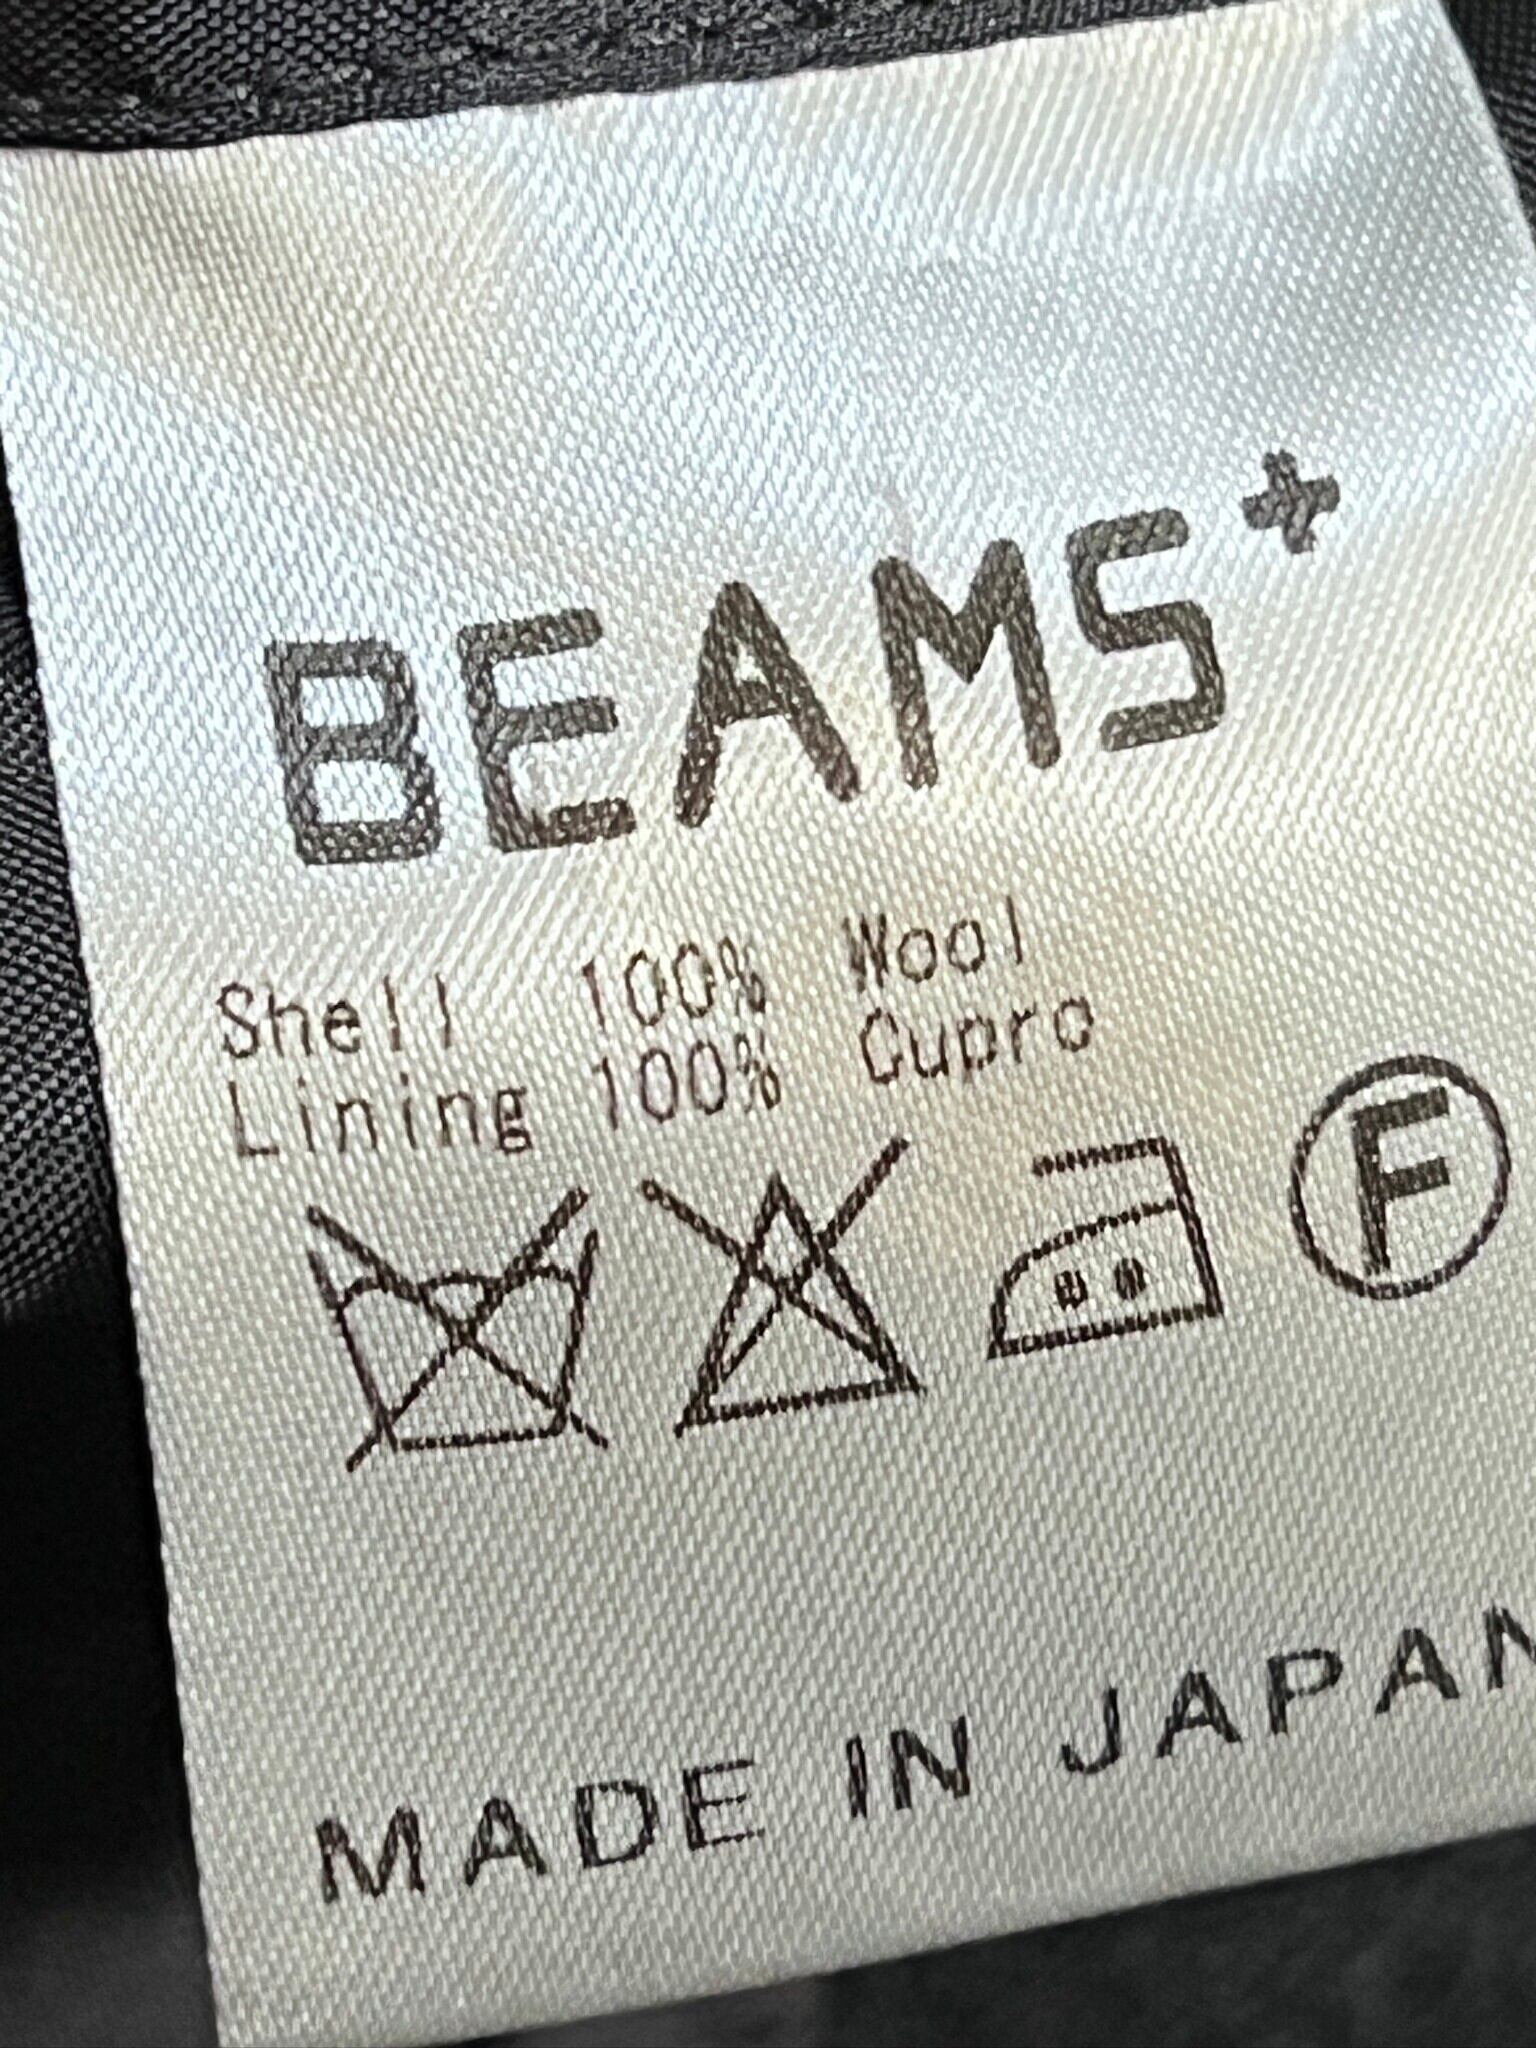 BEAMS+
Shell 100% Wool
Lining 100% Cupro
F
MADE IN JAPAN